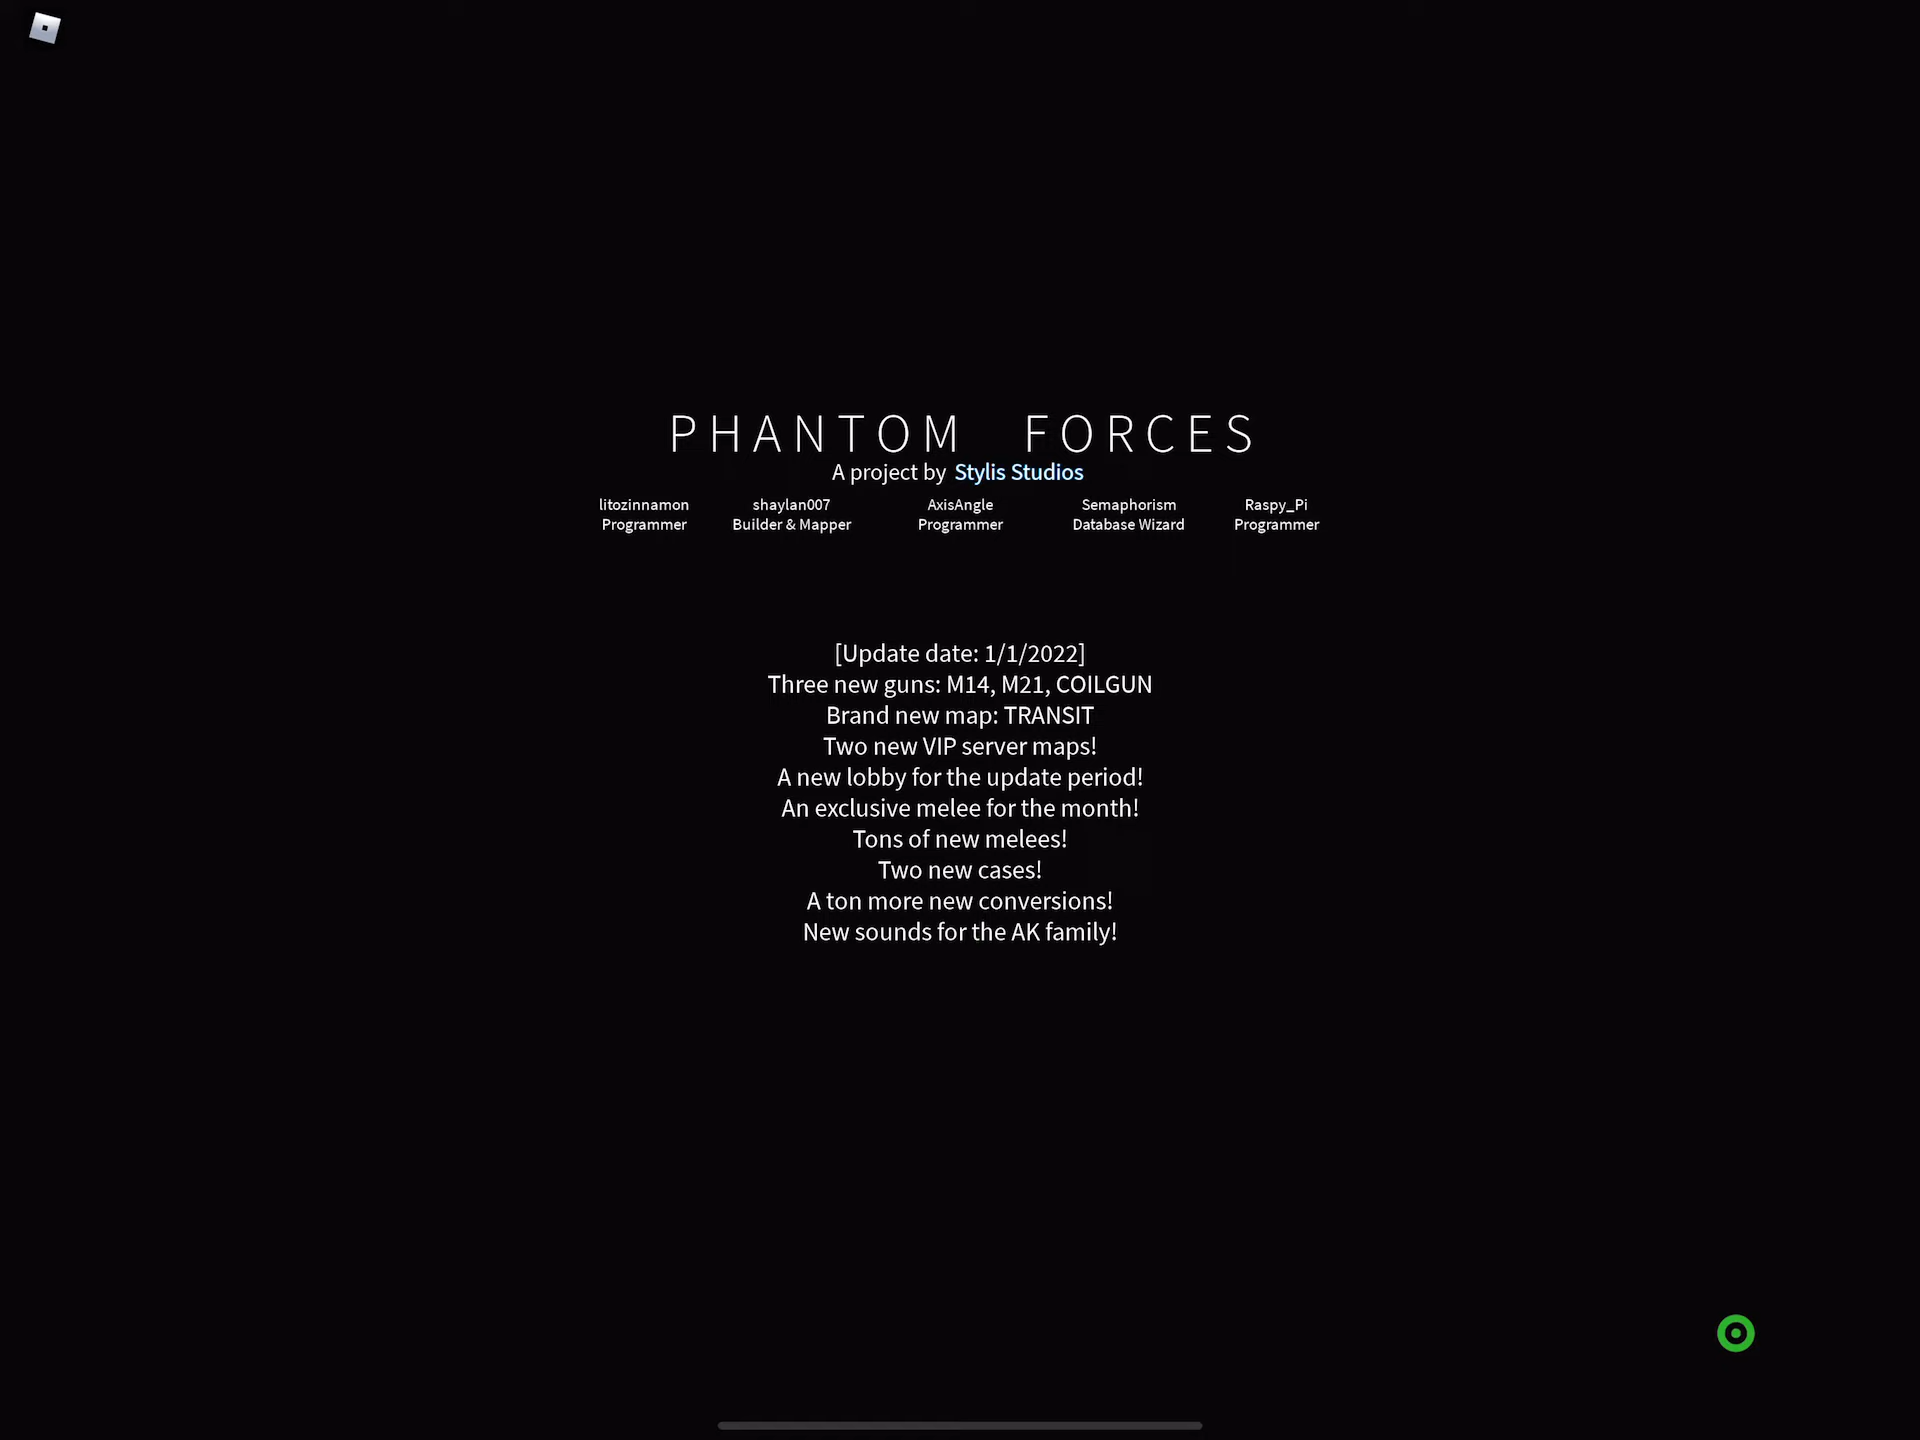 PHANTOM FORCES
A project by Stylis Studios
litozinnamon shaylan007 AxisAngle Semaphorism Raspy_Pi
Programmer Builder & Mapper Programmer Database Wizard Programmer
[Update date: 1/1/2022]
Three new guns: M14, M21, COILGUN
Brand new map: TRANSIT
Two new VIP server maps!
A new lobby for the update period!
An exclusive melee for the month!
Tons of new melees!
Two new cases!
A ton more new conversions!
New sounds for the AK family!